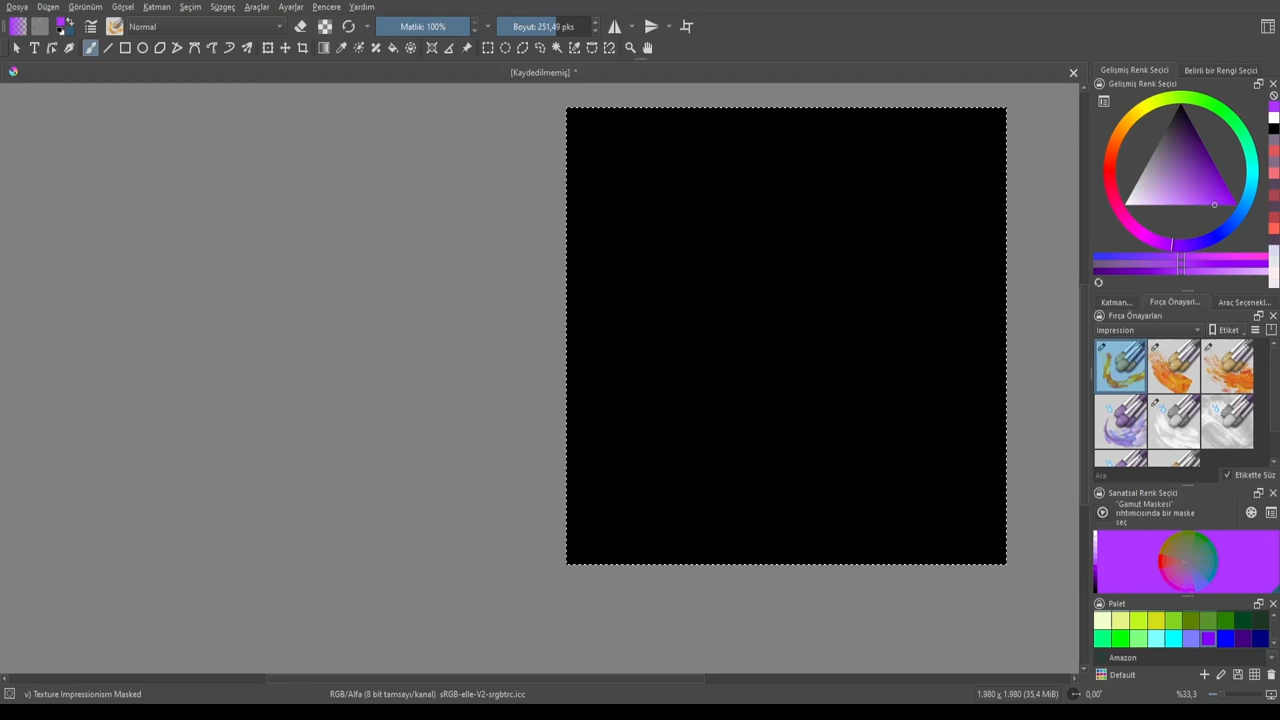 Dosya Düzen Görünüm Görsel Katman Seçim Süzgeç Araçlar Ayarlar Pencere Yardım
Normal Matlık: 100% Boyut: 251,49 pks
[Kaydedilmemiş] *
Gelişmiş Renk Seçici Belirli bir Rengi Seçici
Gelişmiş Renk Seçici
Katman... Fırça Önayarl... Araç Seçenekl...
Fırça Önayarları
Impression Etiket
Ara Etikette Süz
Sanatsal Renk Seçici
'Gamut Maskesi'
rıhtımcısında bir maske
seç
Palet
Amazon
Default
v) Texture Impressionism Masked RGB/Alfa (8 bit tamsayı/kanal) sRGB-elle-V2-srgbtrc.icc 1.980 x 1.980 (35,4 MiB) 0,00° %33,3